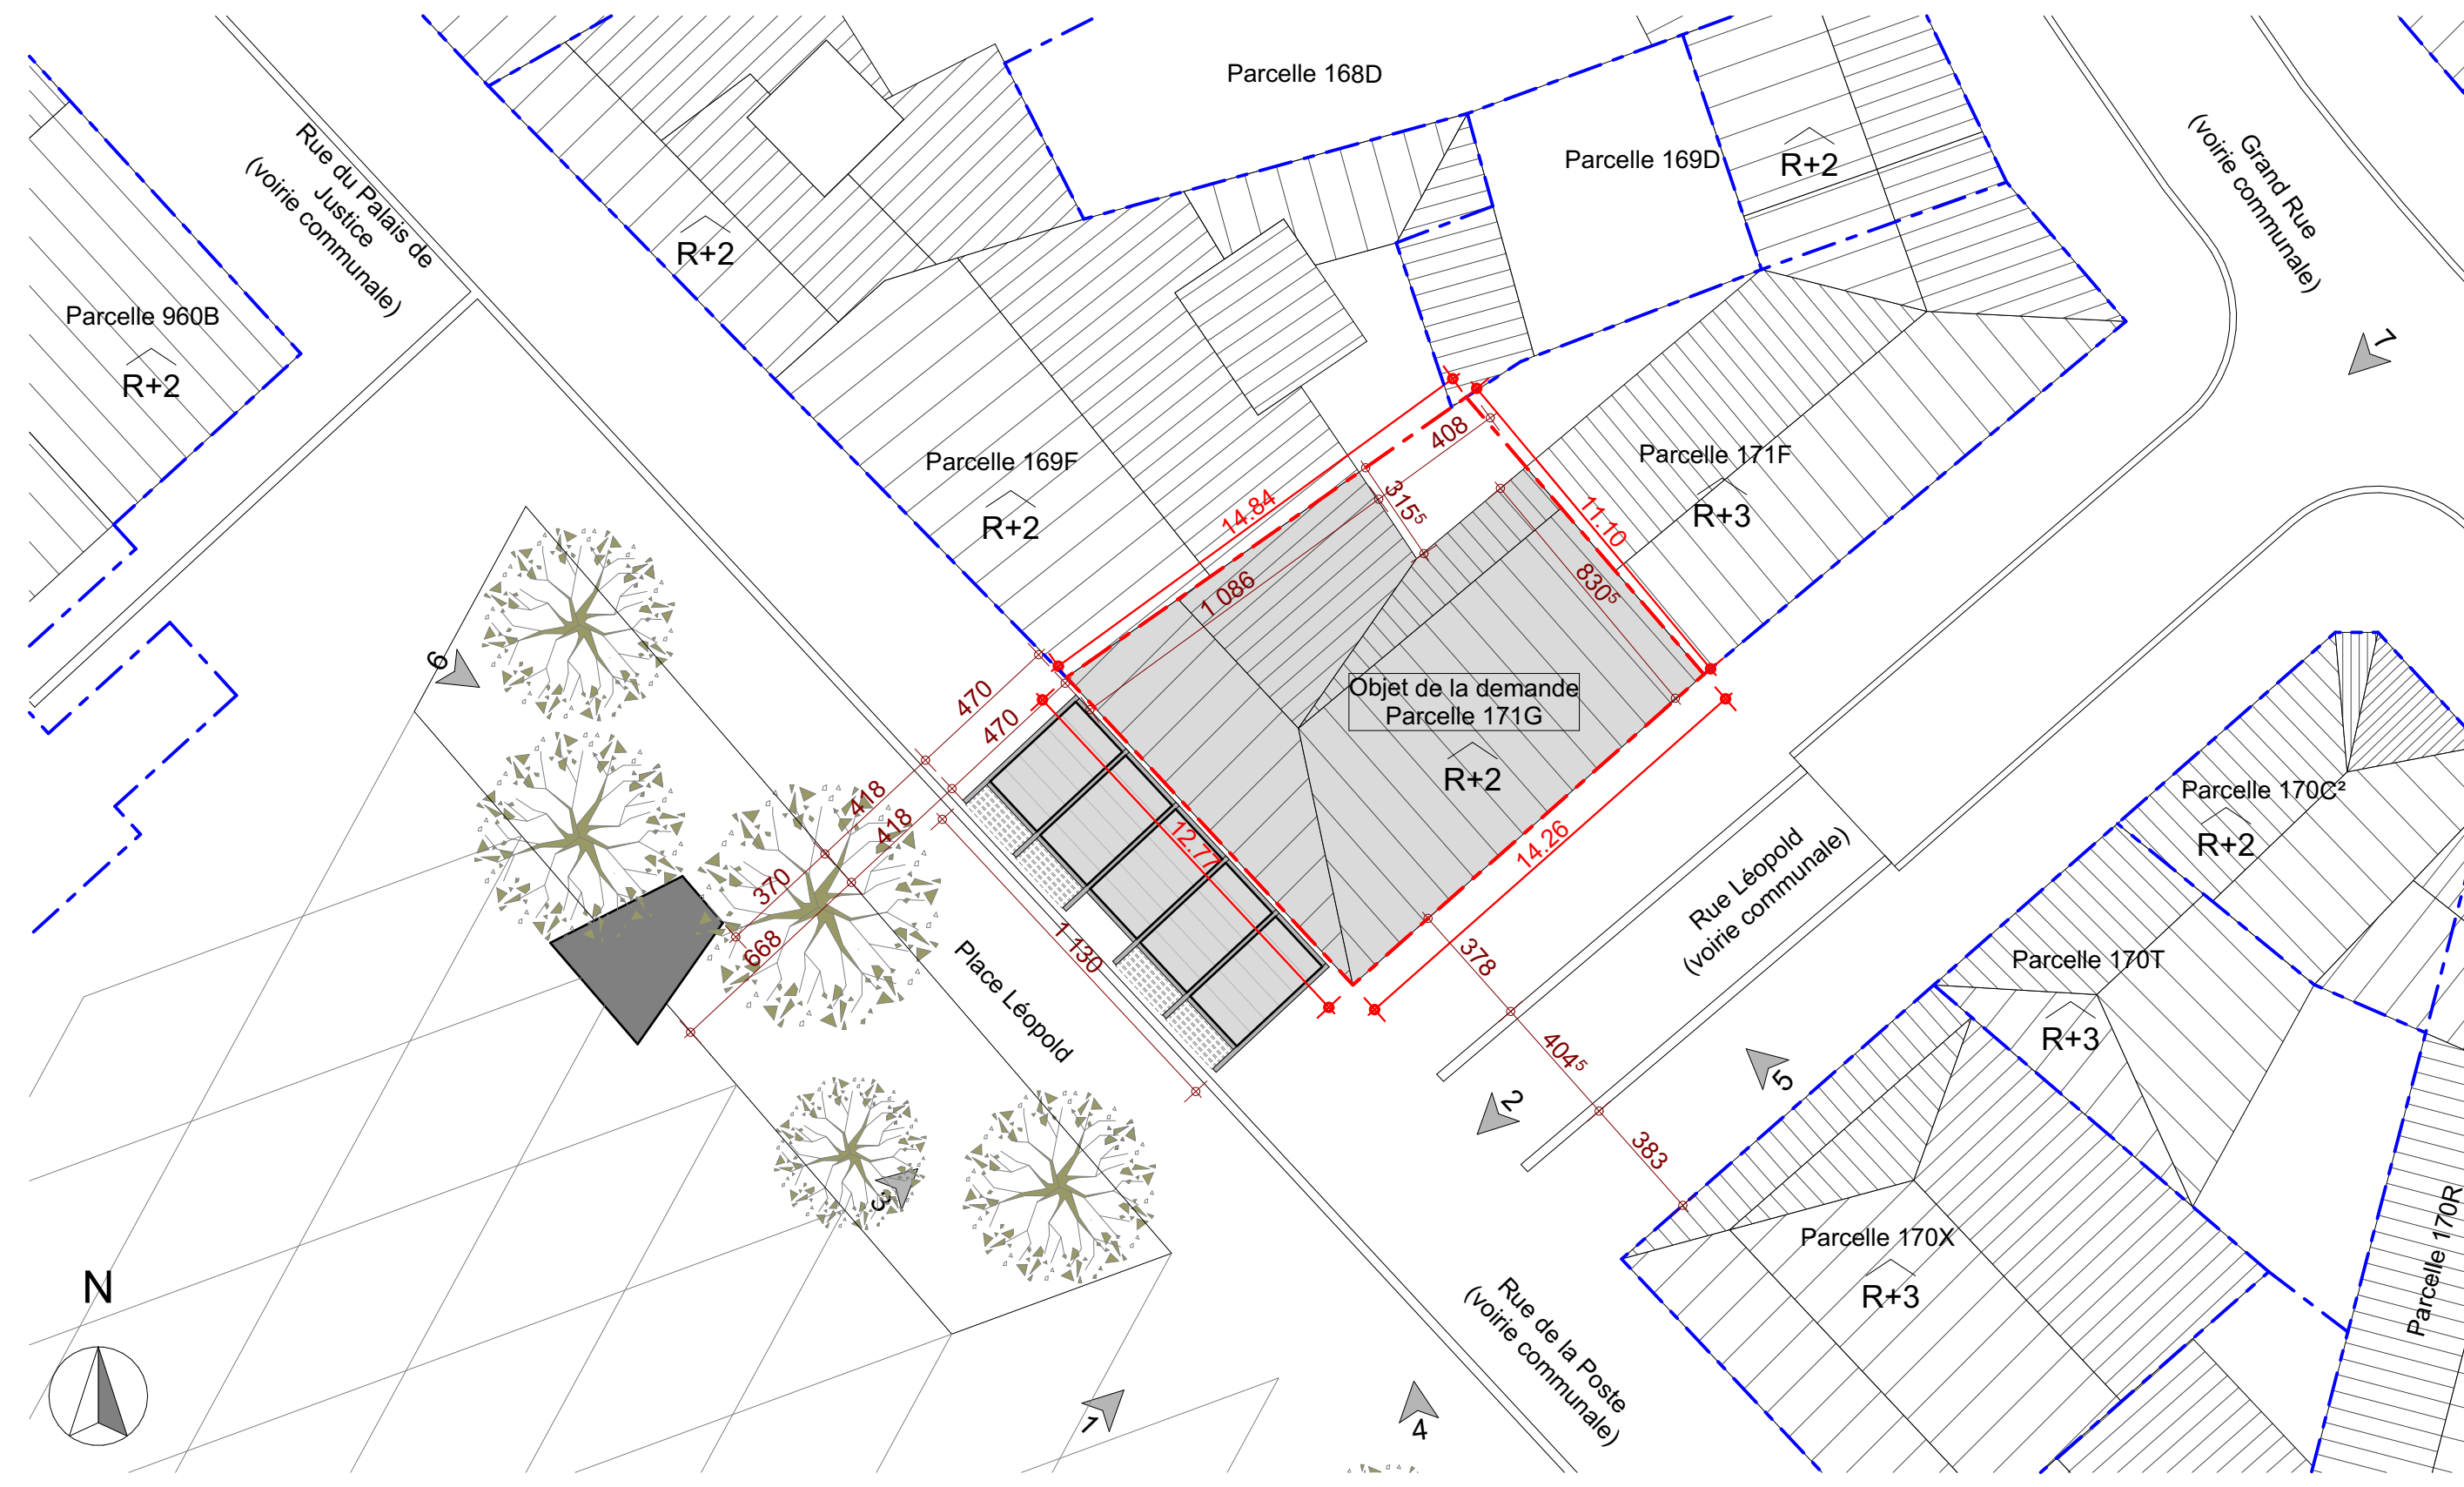 Parcelle 168D
Parcelle 169D
R+2
Grand Rue
(voirie communale)
Rue du Palais de
Justice
(voirie communale)
R+2
Parcelle 960B
R+2
7
Parcelle 169F
R+2
408
Parcelle 171F
R+3
14.84
315⁵
11.10
1 086
830⁵
6
470
470
Objet de la demande
Parcelle 171G
R+2
418
418
12.77
14.26
370
668
1 130
Place Léopold
378
404⁵
383
Rue Léopold
(voirie communale)
Parcelle 170C²
R+2
Parcelle 170T
R+3
2
5
3
Parcelle 170X
R+3
Parcelle 170R
N
Rue de la Poste
(voirie communale)
1
4